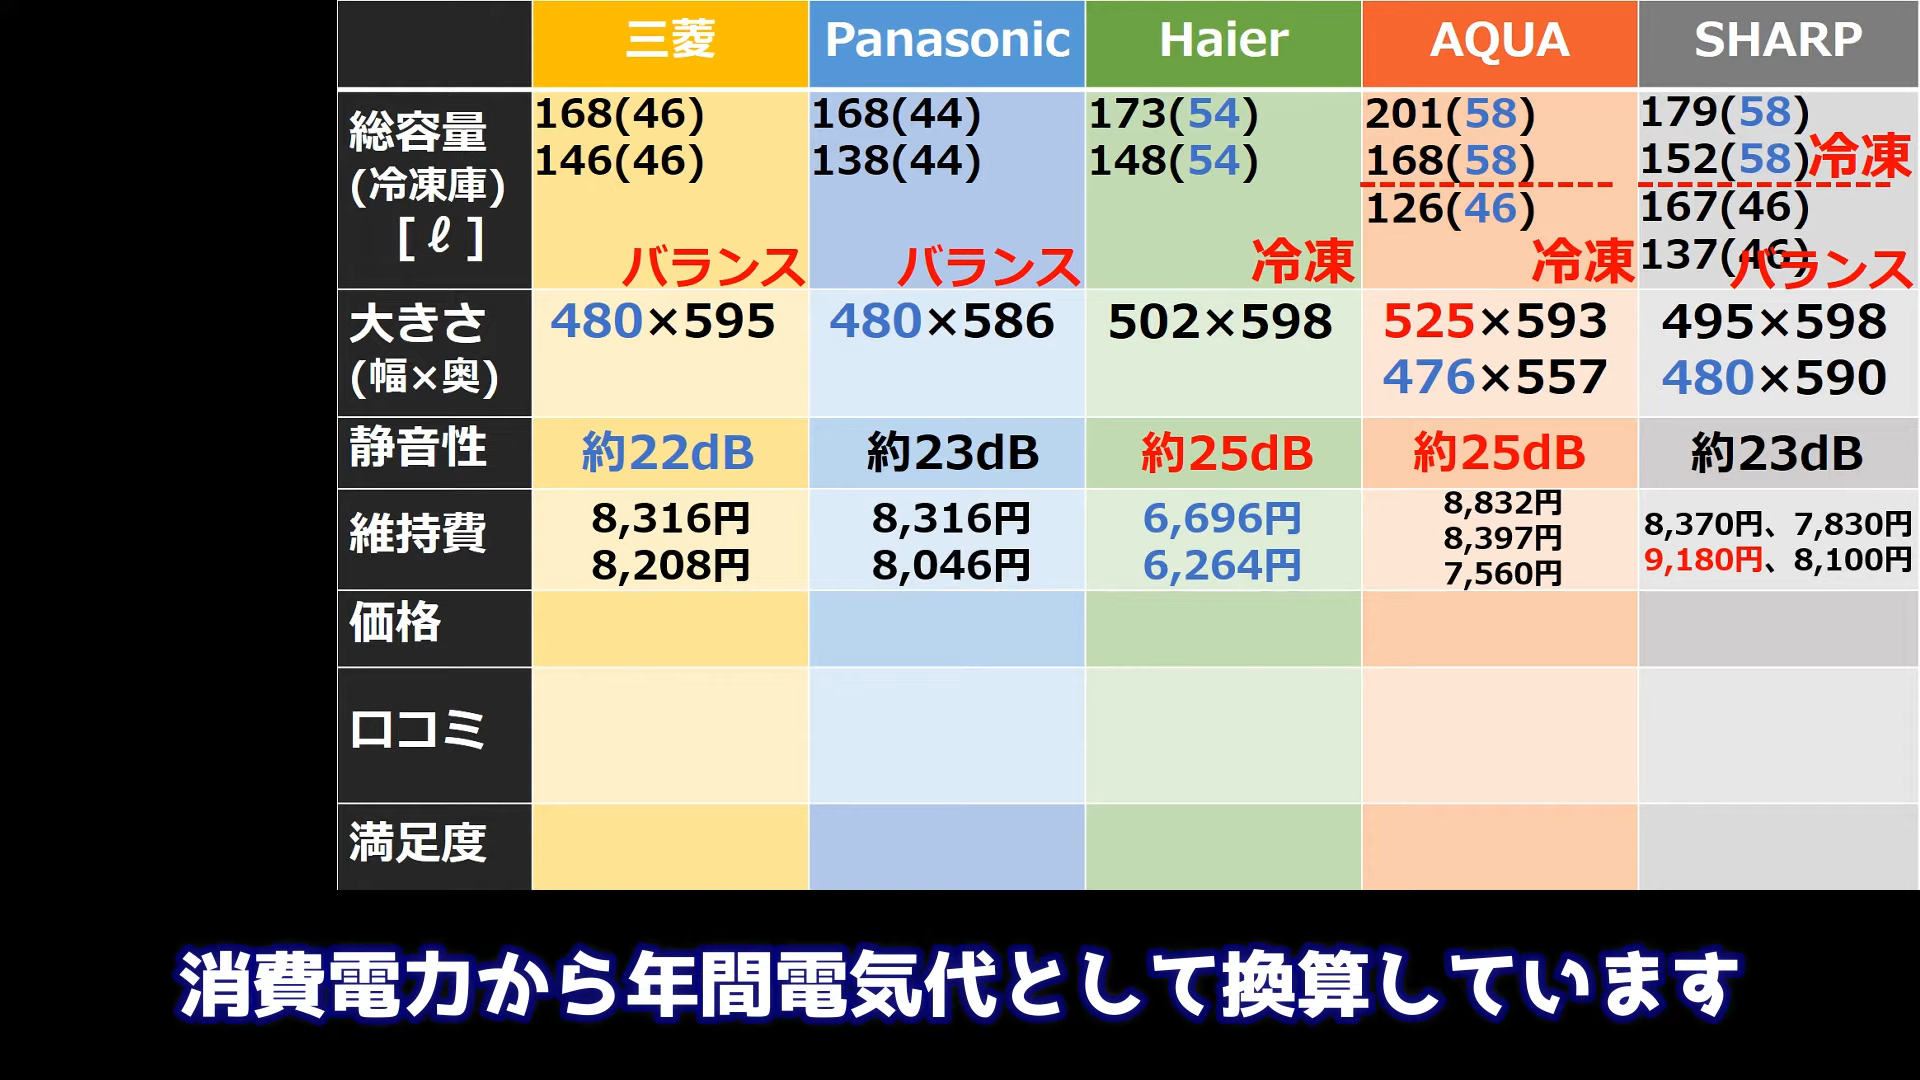 三菱 Panasonic Haier AQUA SHARP
総容量
(冷凍庫)
[ ℓ ]
168(46)
146(46)
バランス
168(44)
138(44)
バランス
173(54)
148(54)
冷凍
201(58)
168(58)
126(46)
冷凍
179(58)
152(58)冷凍
167(46)
137(46)
バランス
大きさ
(幅×奥)
480×595
480×586
502×598
525×593
476×557
495×598
480×590
静音性 約22dB 約23dB 約25dB 約25dB 約23dB
維持費
8,316円
8,208円
8,316円
8,046円
6,696円
6,264円
8,832円
8,397円
7,560円
8,370円、7,830円
9,180円、8,100円
価格
口コミ
満足度
消費電力から年間電気代として換算しています